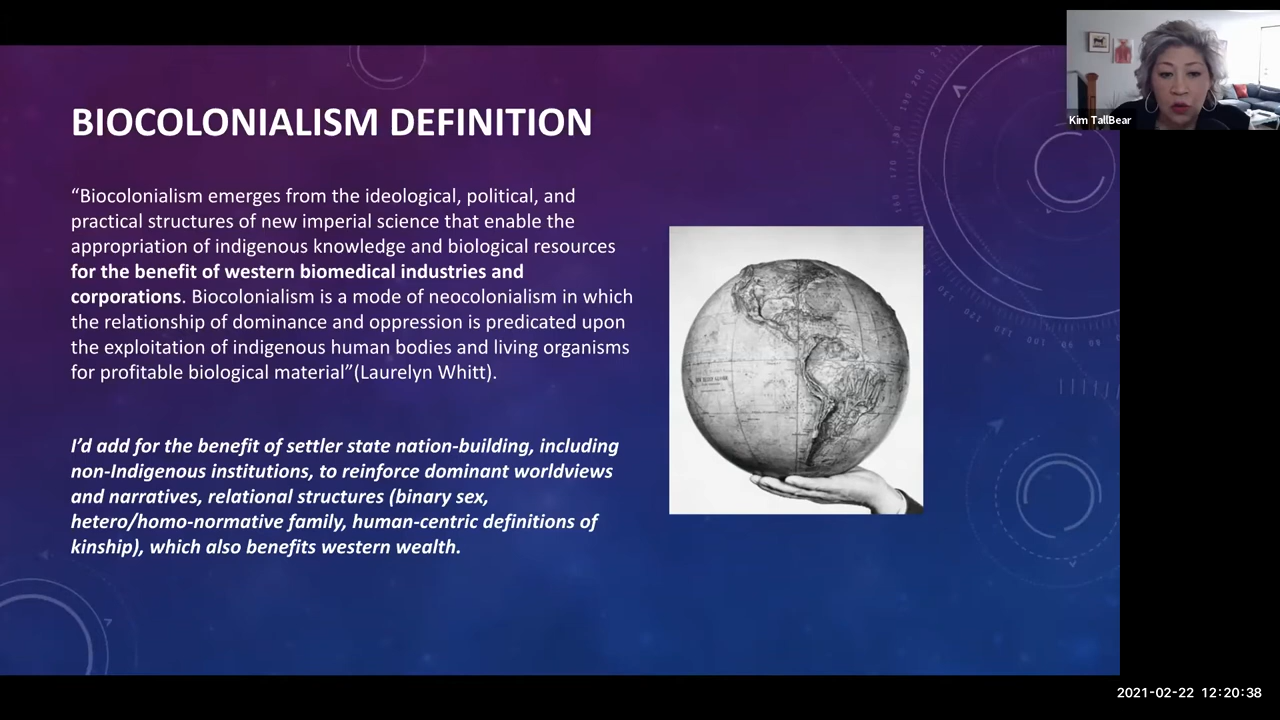 BIOCOLONIALISM DEFINITION
“Biocolonialism emerges from the ideological, political, and
practical structures of new imperial science that enable the
appropriation of indigenous knowledge and biological resources
for the benefit of western biomedical industries and
corporations. Biocolonialism is a mode of neocolonialism in which
the relationship of dominance and oppression is predicated upon
the exploitation of indigenous human bodies and living organisms
for profitable biological material”(Laurelyn Whitt).
I’d add for the benefit of settler state nation-building, including
non-Indigenous institutions, to reinforce dominant worldviews
and narratives, relational structures (binary sex,
hetero/homo-normative family, human-centric definitions of
kinship), which also benefits western wealth.
Kim TallBear
2021-02-22 12:20:38